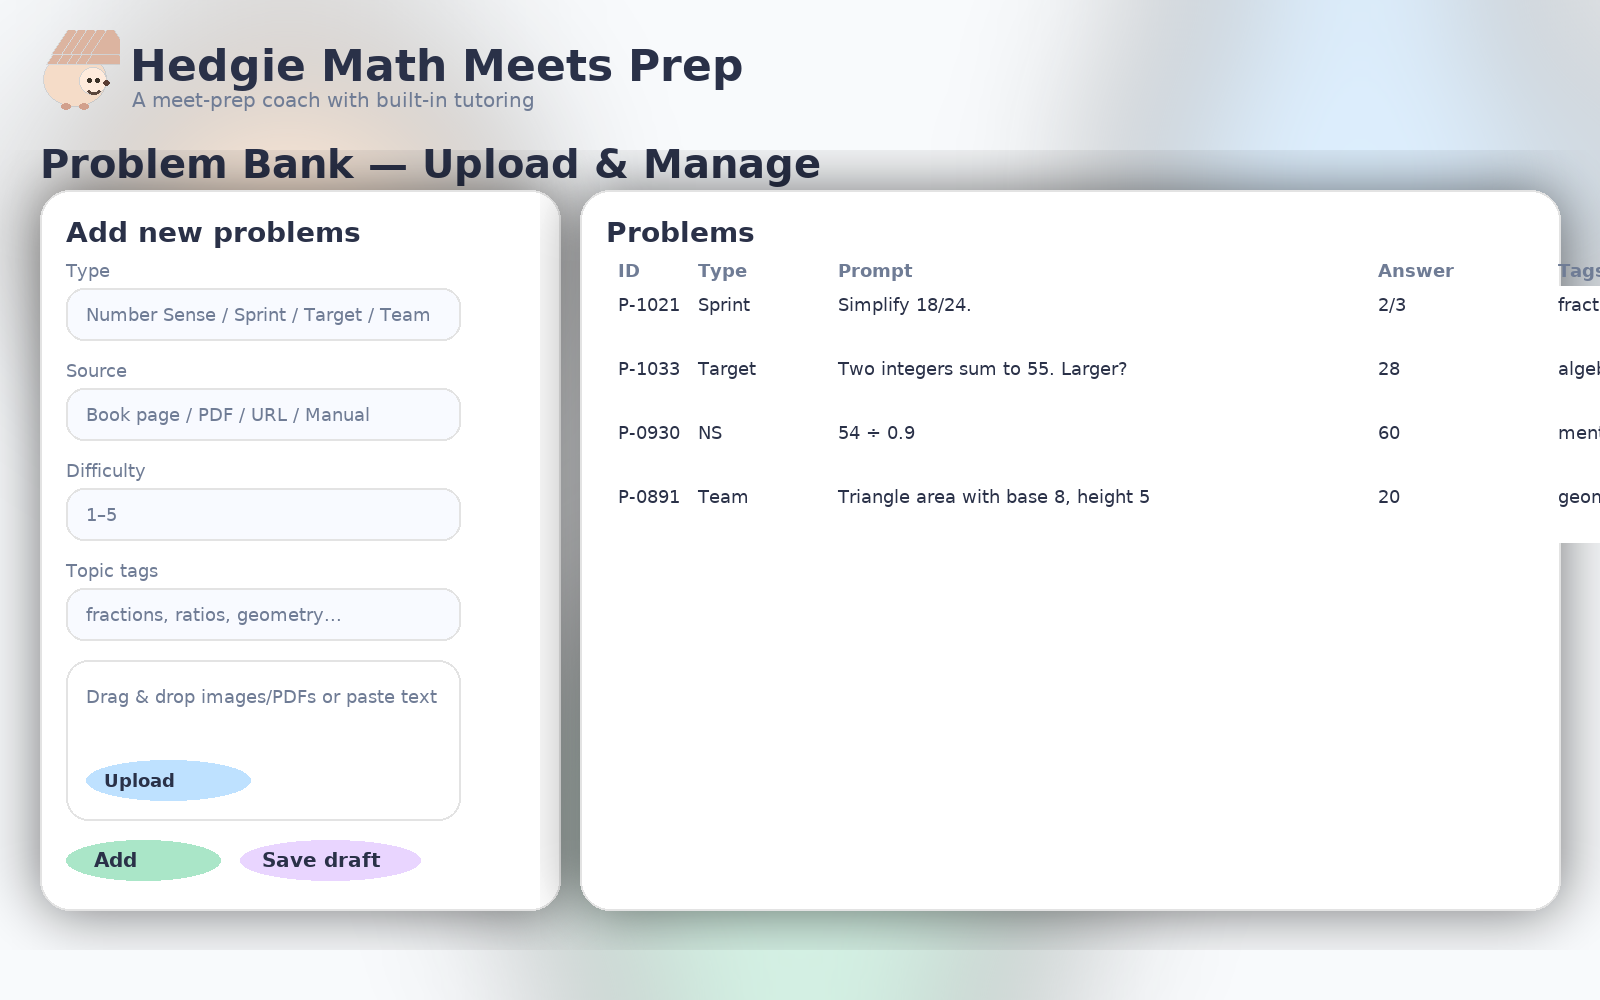 Hedgie Math Meets Prep
A meet-prep coach with built-in tutoring
Problem Bank — Upload & Manage
Add new problems
Type
Number Sense / Sprint / Target / Team
Source
Book page / PDF / URL / Manual
Difficulty
1–5
Topic tags
fractions, ratios, geometry…
Drag & drop images/PDFs or paste text
Upload
Add Save draft
Problems
ID Type Prompt Answer Tags
P-1021 Sprint Simplify 18/24. 2/3 fract
P-1033 Target Two integers sum to 55. Larger? 28 algeb
P-0930 NS 54 ÷ 0.9 60 ment
P-0891 Team Triangle area with base 8, height 5 20 geom